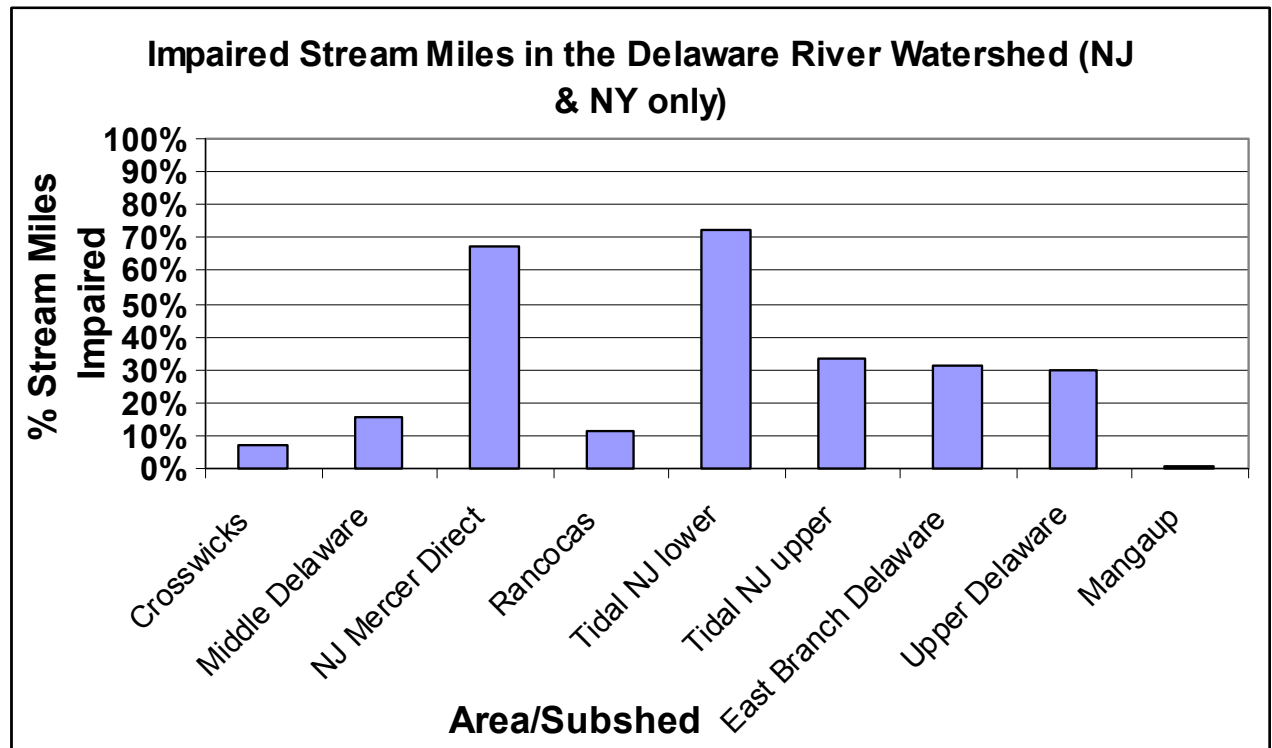 Impaired Stream Miles in the Delaware River Watershed (NJ
& NY only)
% Stream Miles
Impaired
100%
90%
80%
70%
60%
50%
40%
30%
20%
10%
0%
Crosswicks
Middle Delaware
NJ Mercer Direct
Rancocas
Tidal NJ lower
Tidal NJ upper
East Branch Delaware
Upper Delaware
Mangaup
Area/Subshed